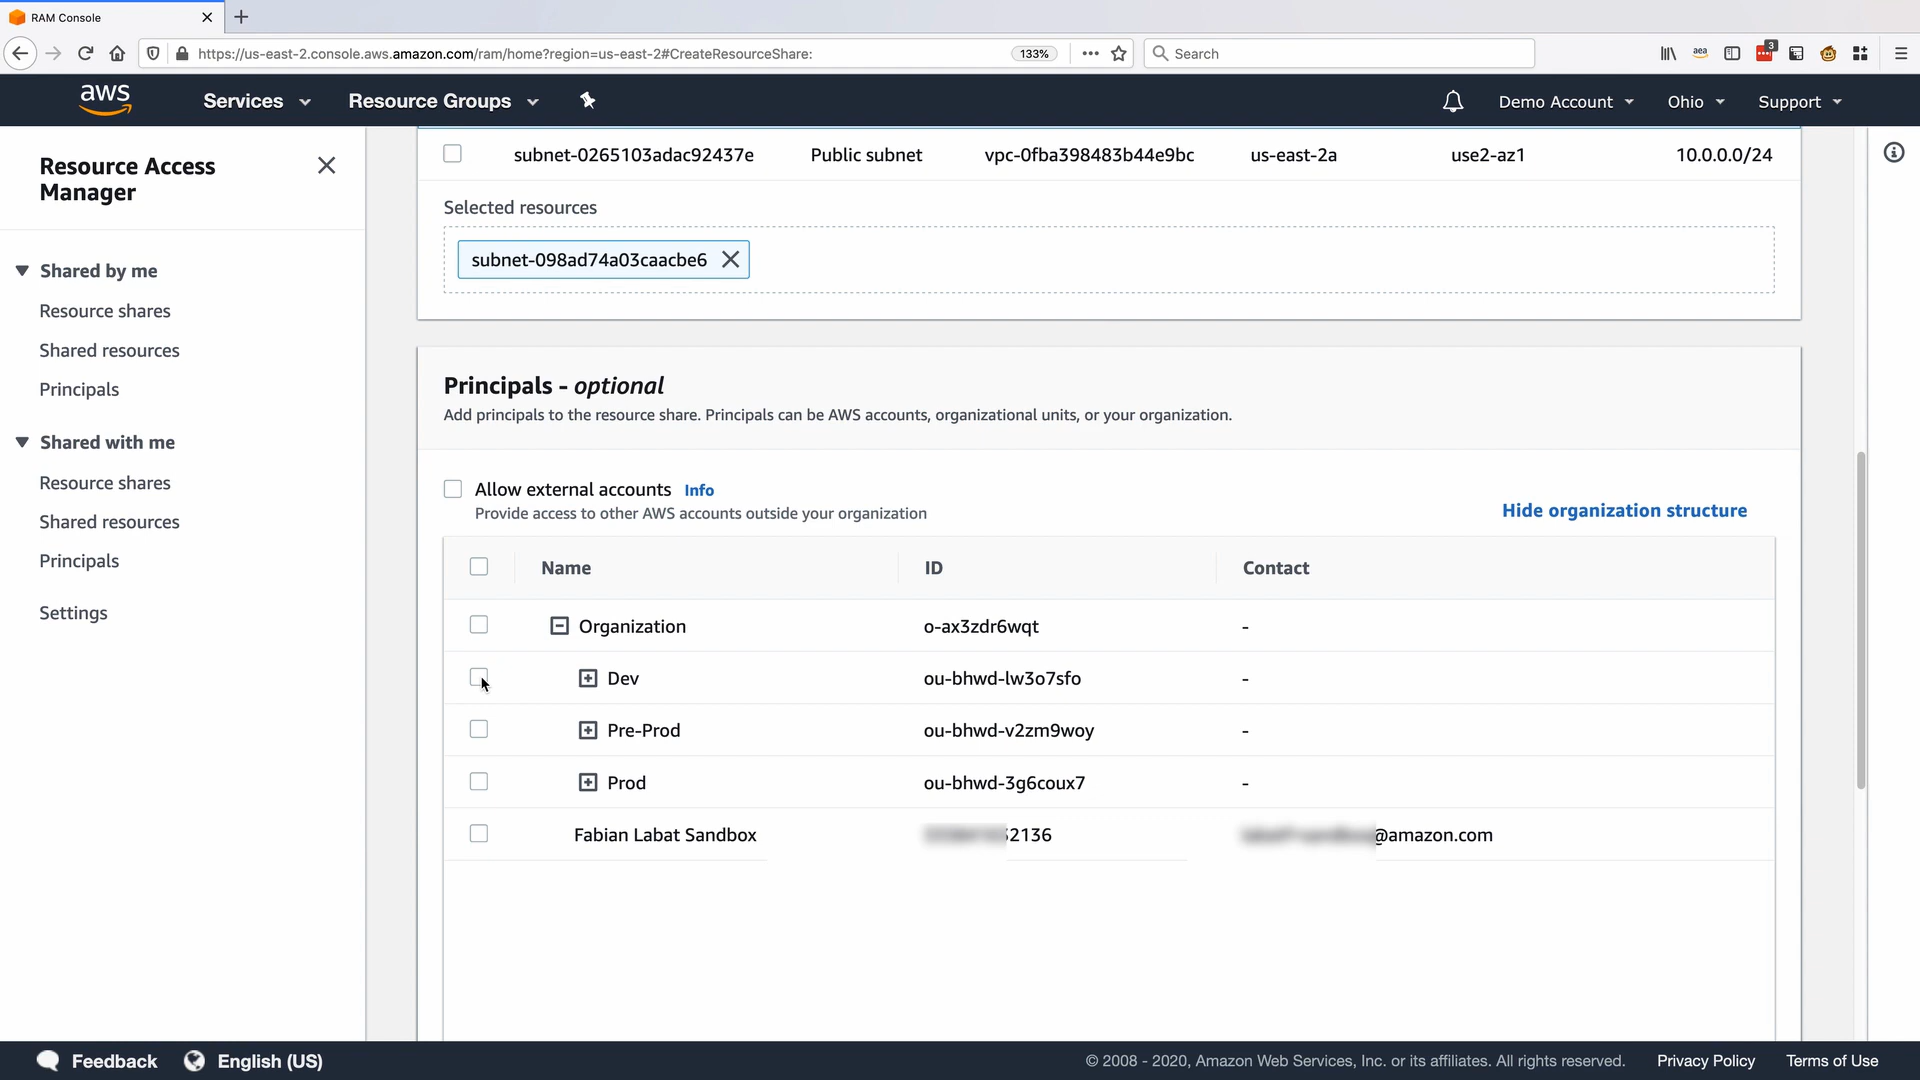 RAM Console
https://us-east-2.console.aws.amazon.com/ram/home?region=us-east-2#CreateResourceShare:
133%
Search
3
aea
aws
Services
Resource Groups
Demo Account
Ohio
Support
Resource Access
Manager
Shared by me
Resource shares
Shared resources
Principals
Shared with me
Resource shares
Shared resources
Principals
Settings
subnet-0265103adac92437e Public subnet vpc-0fba398483b44e9bc us-east-2a use2-az1 10.0.0.0/24
Selected resources
subnet-098ad74a03caacbe6
Principals - optional
Add principals to the resource share. Principals can be AWS accounts, organizational units, or your organization.
Allow external accounts Info
Provide access to other AWS accounts outside your organization
Hide organization structure
Name ID Contact
Organization o-ax3zdr6wqt -
Dev ou-bhwd-lw3o7sfo -
Pre-Prod ou-bhwd-v2zm9woy -
Prod ou-bhwd-3g6coux7 -
Fabian Labat Sandbox 2136 @amazon.com
Feedback
English (US)
© 2008 - 2020, Amazon Web Services, Inc. or its affiliates. All rights reserved.
Privacy Policy
Terms of Use